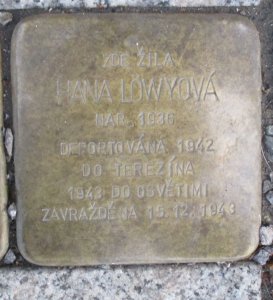 ZDE ŽILA
HANA LÖWYOVÁ
NAR. 1936
DEPORTOVÁNA 1942
DO TEREZÍNA
1943 DO OSVĚTIMI
ZAVRAŽDĚNA 15.12.1943